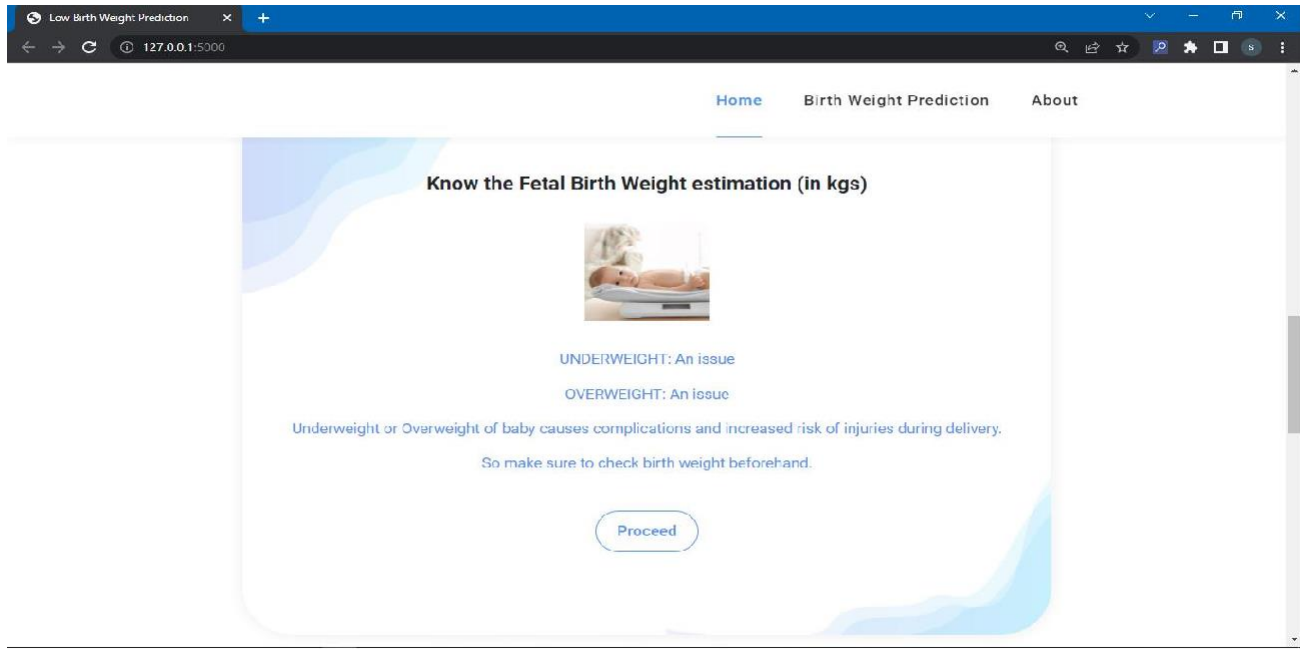 Low Birth Weight Prediction
127.0.0.1:5000
s
Home Birth Weight Prediction About
Know the Fetal Birth Weight estimation (in kgs)
UNDERWEIGHT: An issue
OVERWEIGHT: An issue
Underweight or Overweight of baby causes complications and increased risk of injuries during delivery.
So make sure to check birth weight beforehand.
Proceed